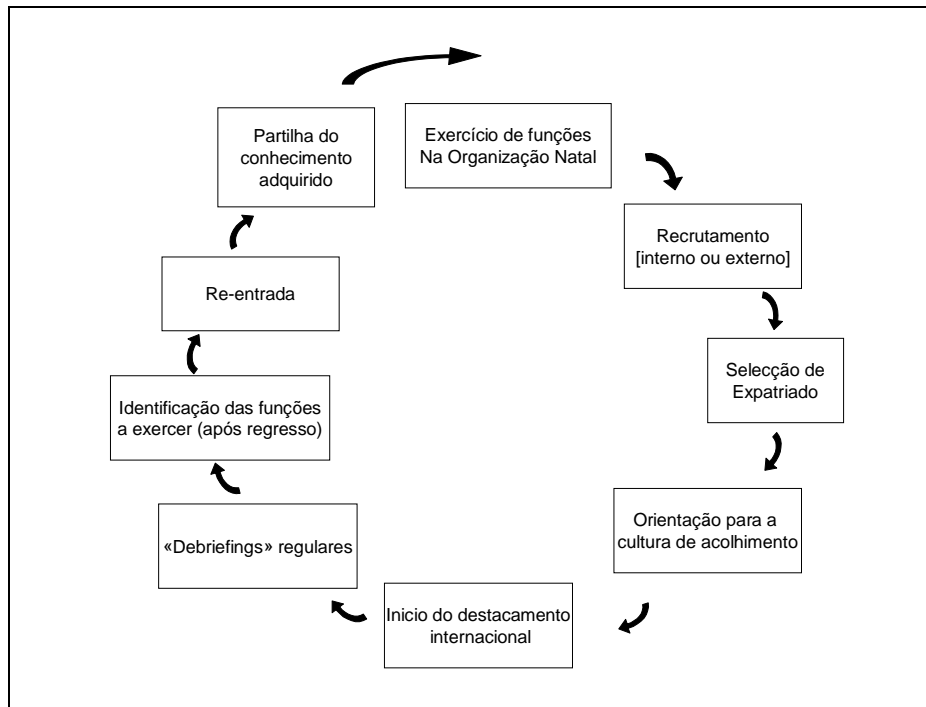 Partilha do
conhecimento
adquirido
Exercício de funções
Na Organização Natal
Recrutamento
[interno ou externo]
Re-entrada
Selecção de
Expatriado
Identificação das funções
a exercer (após regresso)
Orientação para a
cultura de acolhimento
«Debriefings» regulares
Inicio do destacamento
internacional